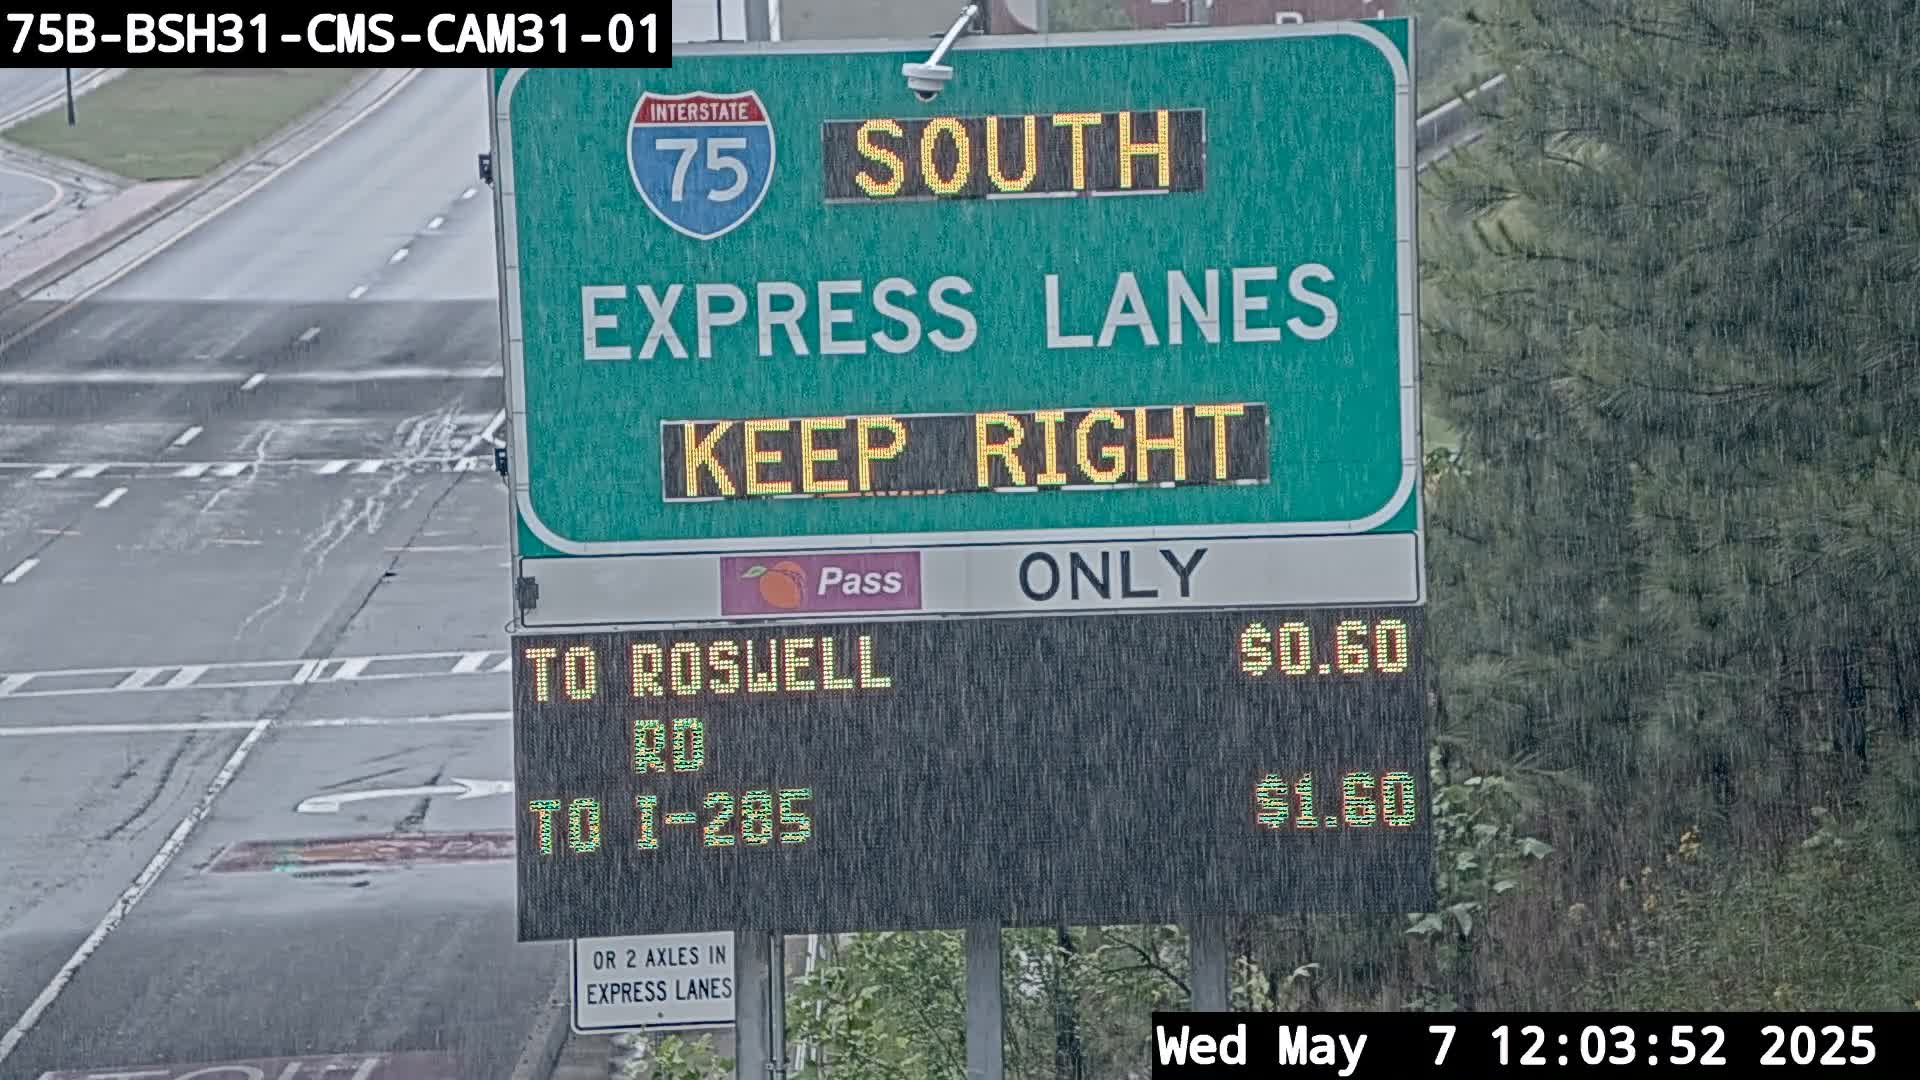 75B-BSH31-CMS-CAM31-01
INTERSTATE
75
SOUTH
EXPRESS LANES
KEEP RIGHT
Pass ONLY
TO ROSWELL $0.60
RD
TO I-285 $1.60
OR 2 AXLES IN
EXPRESS LANES
Wed May 7 12:03:52 2025